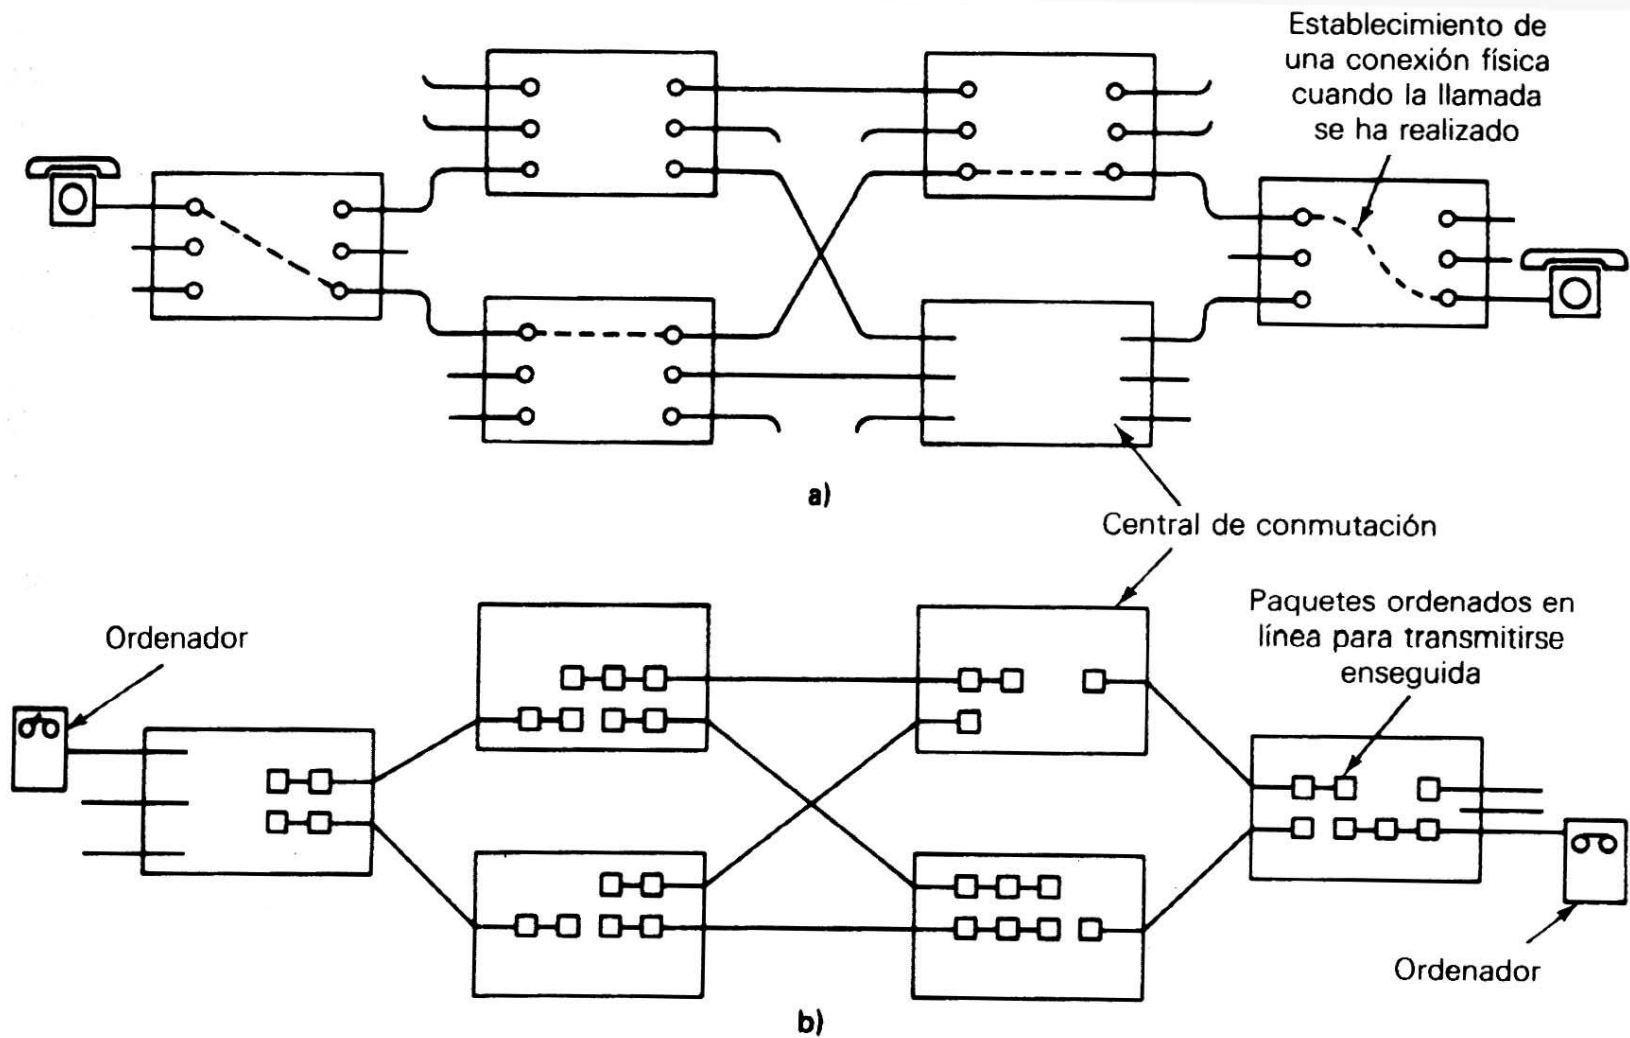 Establecimiento de
una conexión física
cuando la llamada
se ha realizado
a)
Central de conmutación
Ordenador
Paquetes ordenados en
línea para transmitirse
enseguida
Ordenador
b)